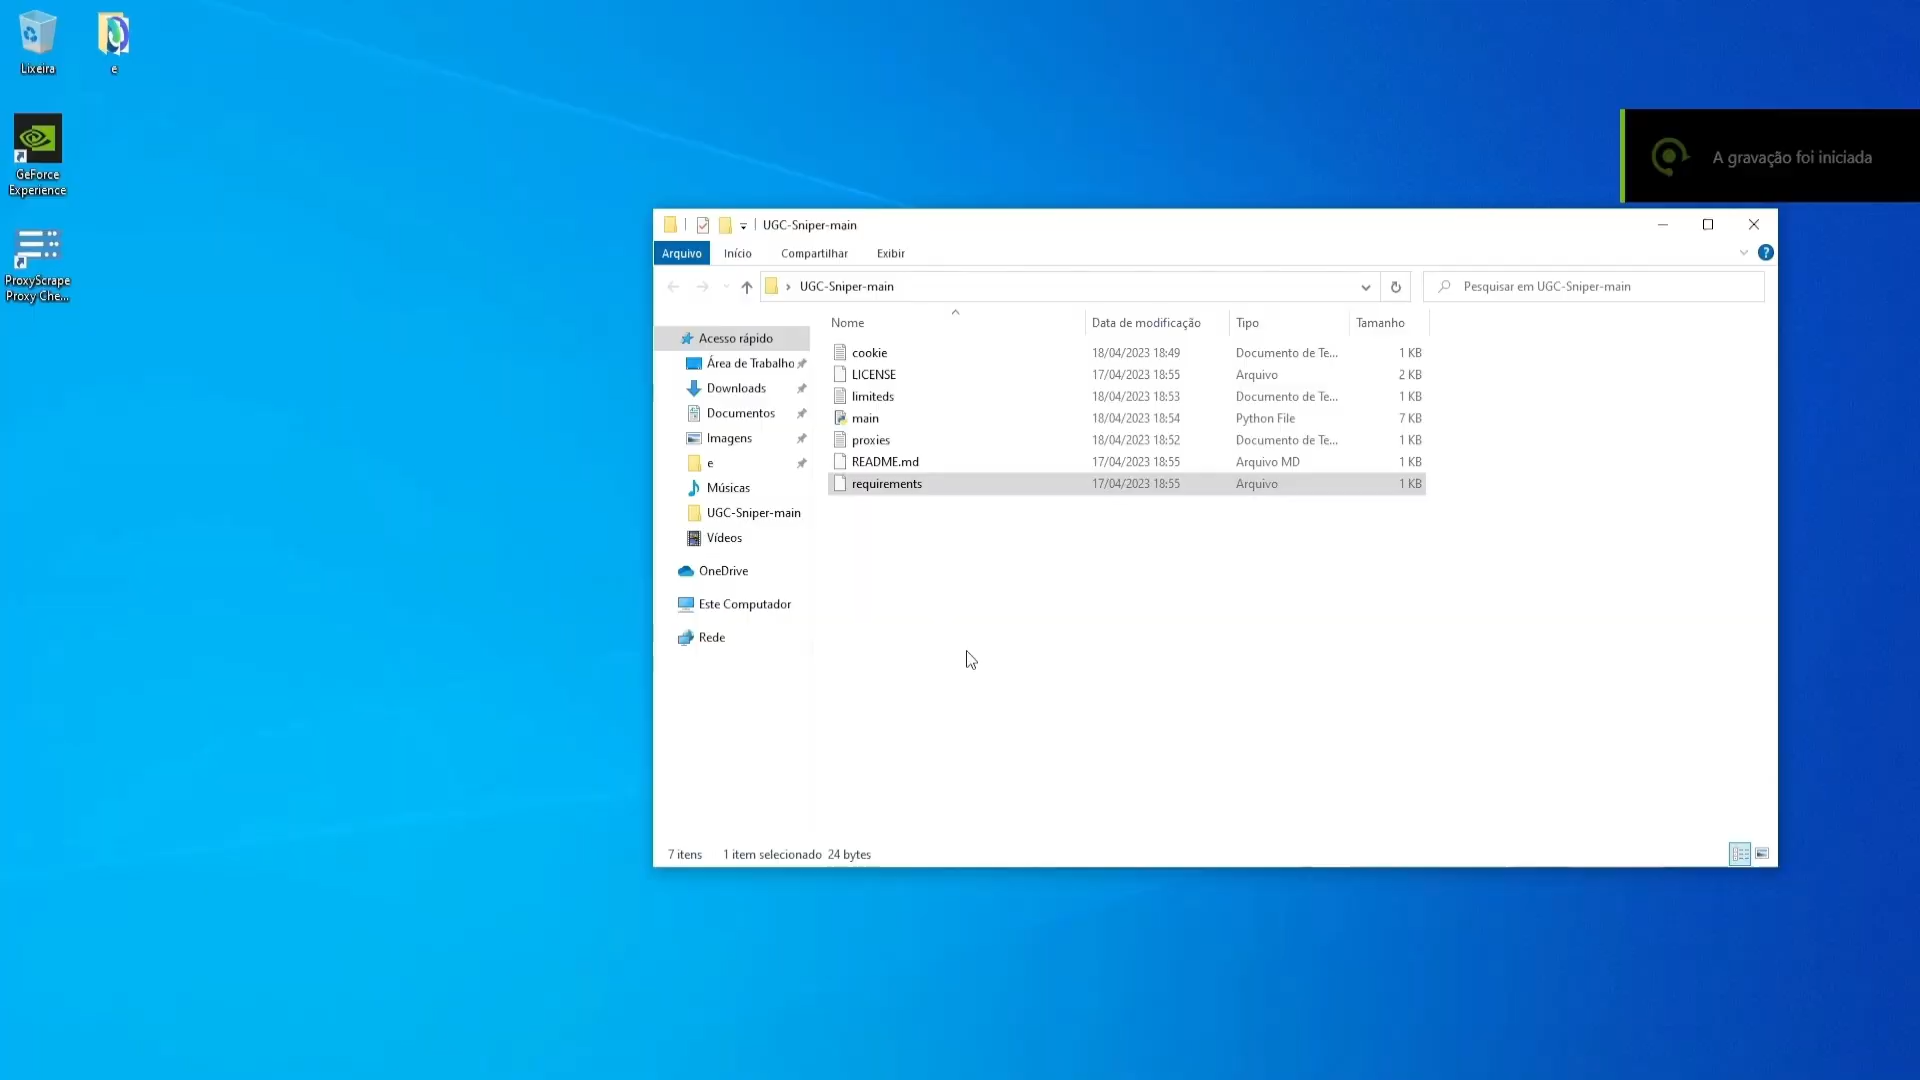 Lixeira
e
GeForce
Experience
ProxyScrape
Proxy Che...
A gravação foi iniciada
UGC-Sniper-main
Arquivo
Início
Compartilhar
Exibir
?
› UGC-Sniper-main
Pesquisar em UGC-Sniper-main
Nome
Data de modificação
Tipo
Tamanho
Acesso rápido
Área de Trabalho
Downloads
Documentos
Imagens
e
Músicas
UGC-Sniper-main
Vídeos
OneDrive
Este Computador
Rede
cookie 18/04/2023 18:49 Documento de Te... 1 KB
LICENSE 17/04/2023 18:55 Arquivo 2 KB
limiteds 18/04/2023 18:53 Documento de Te... 1 KB
main 18/04/2023 18:54 Python File 7 KB
proxies 18/04/2023 18:52 Documento de Te... 1 KB
README.md 17/04/2023 18:55 Arquivo MD 1 KB
requirements 17/04/2023 18:55 Arquivo 1 KB
7 itens
1 item selecionado 24 bytes